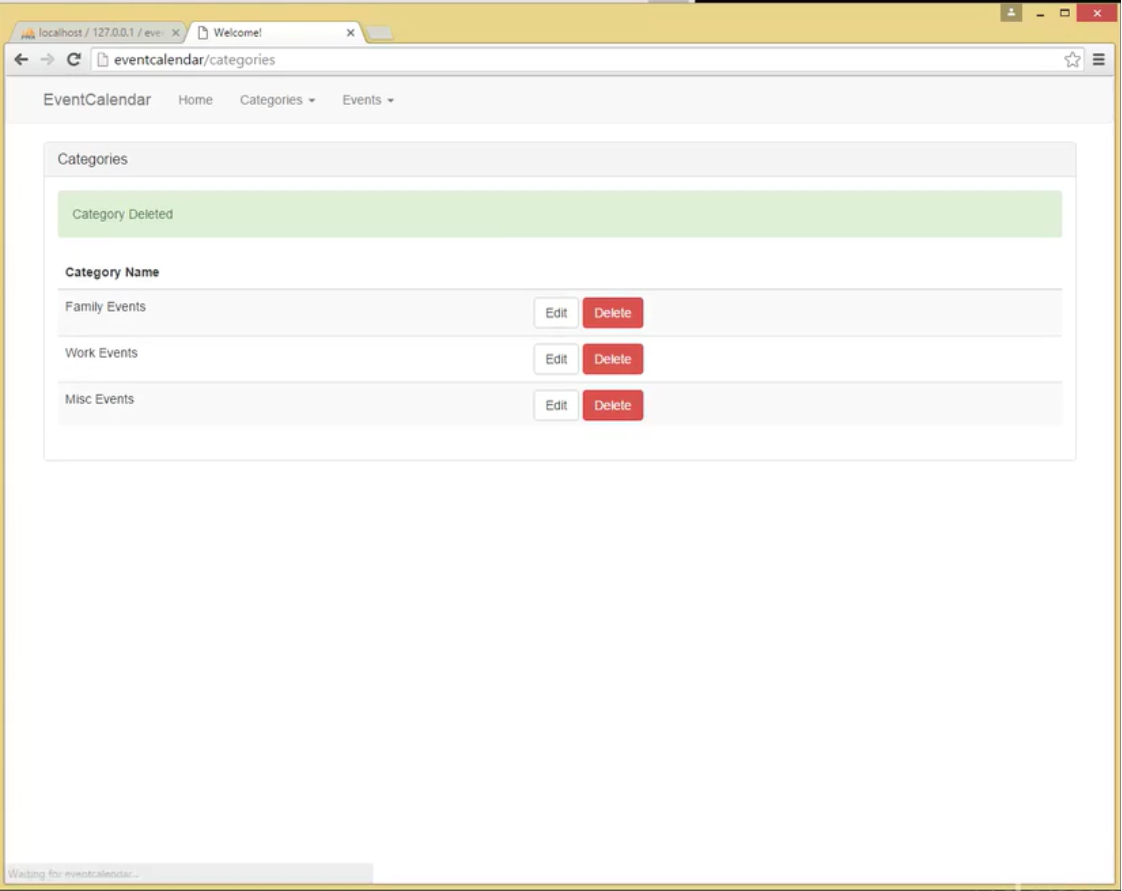 localhost / 127.0.0.1 / eve
Welcome!
eventcalendar/categories
EventCalendar Home Categories Events
Categories
Category Deleted
Category Name
Family Events Edit Delete
Work Events Edit Delete
Misc Events Edit Delete
Waiting for eventcalendar...